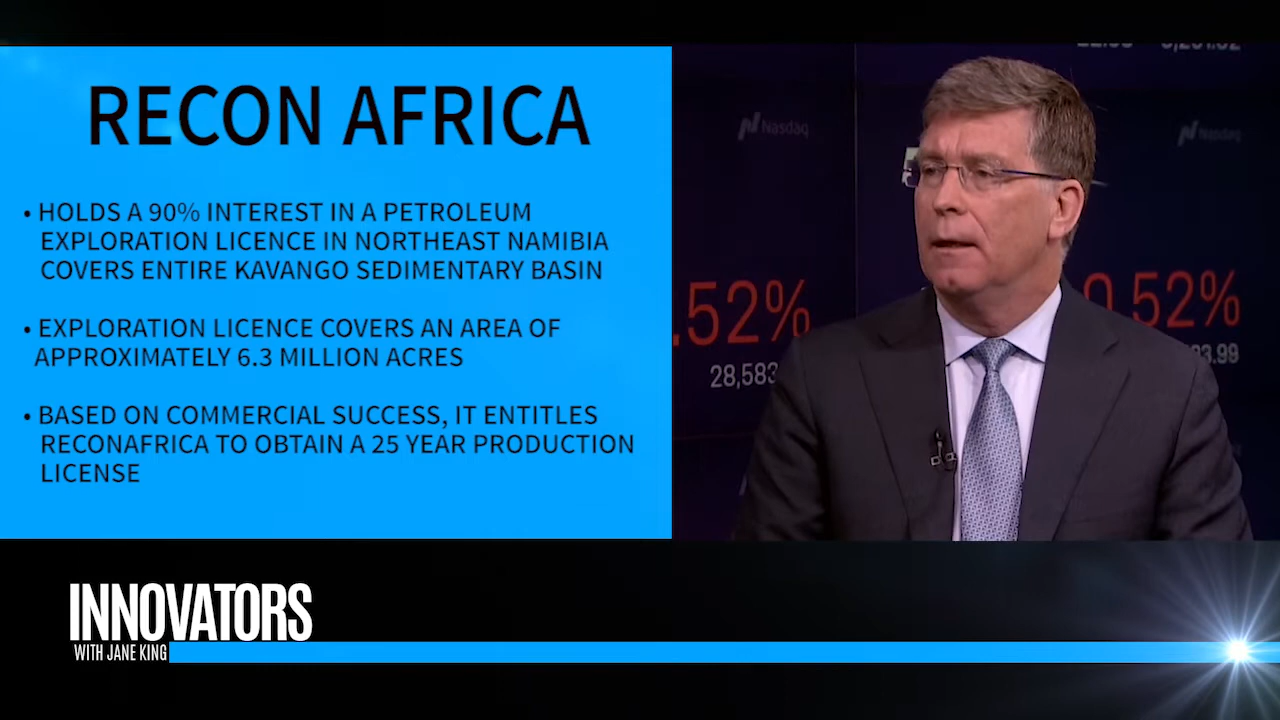 RECON AFRICA
• HOLDS A 90% INTEREST IN A PETROLEUM
EXPLORATION LICENCE IN NORTHEAST NAMIBIA
COVERS ENTIRE KAVANGO SEDIMENTARY BASIN
• EXPLORATION LICENCE COVERS AN AREA OF
APPROXIMATELY 6.3 MILLION ACRES
• BASED ON COMMERCIAL SUCCESS, IT ENTITLES
RECONAFRICA TO OBTAIN A 25 YEAR PRODUCTION
LICENSE
Nasdaq
Nasdaq
.52%
0.52%
28,583
INNOVATORS
WITH JANE KING